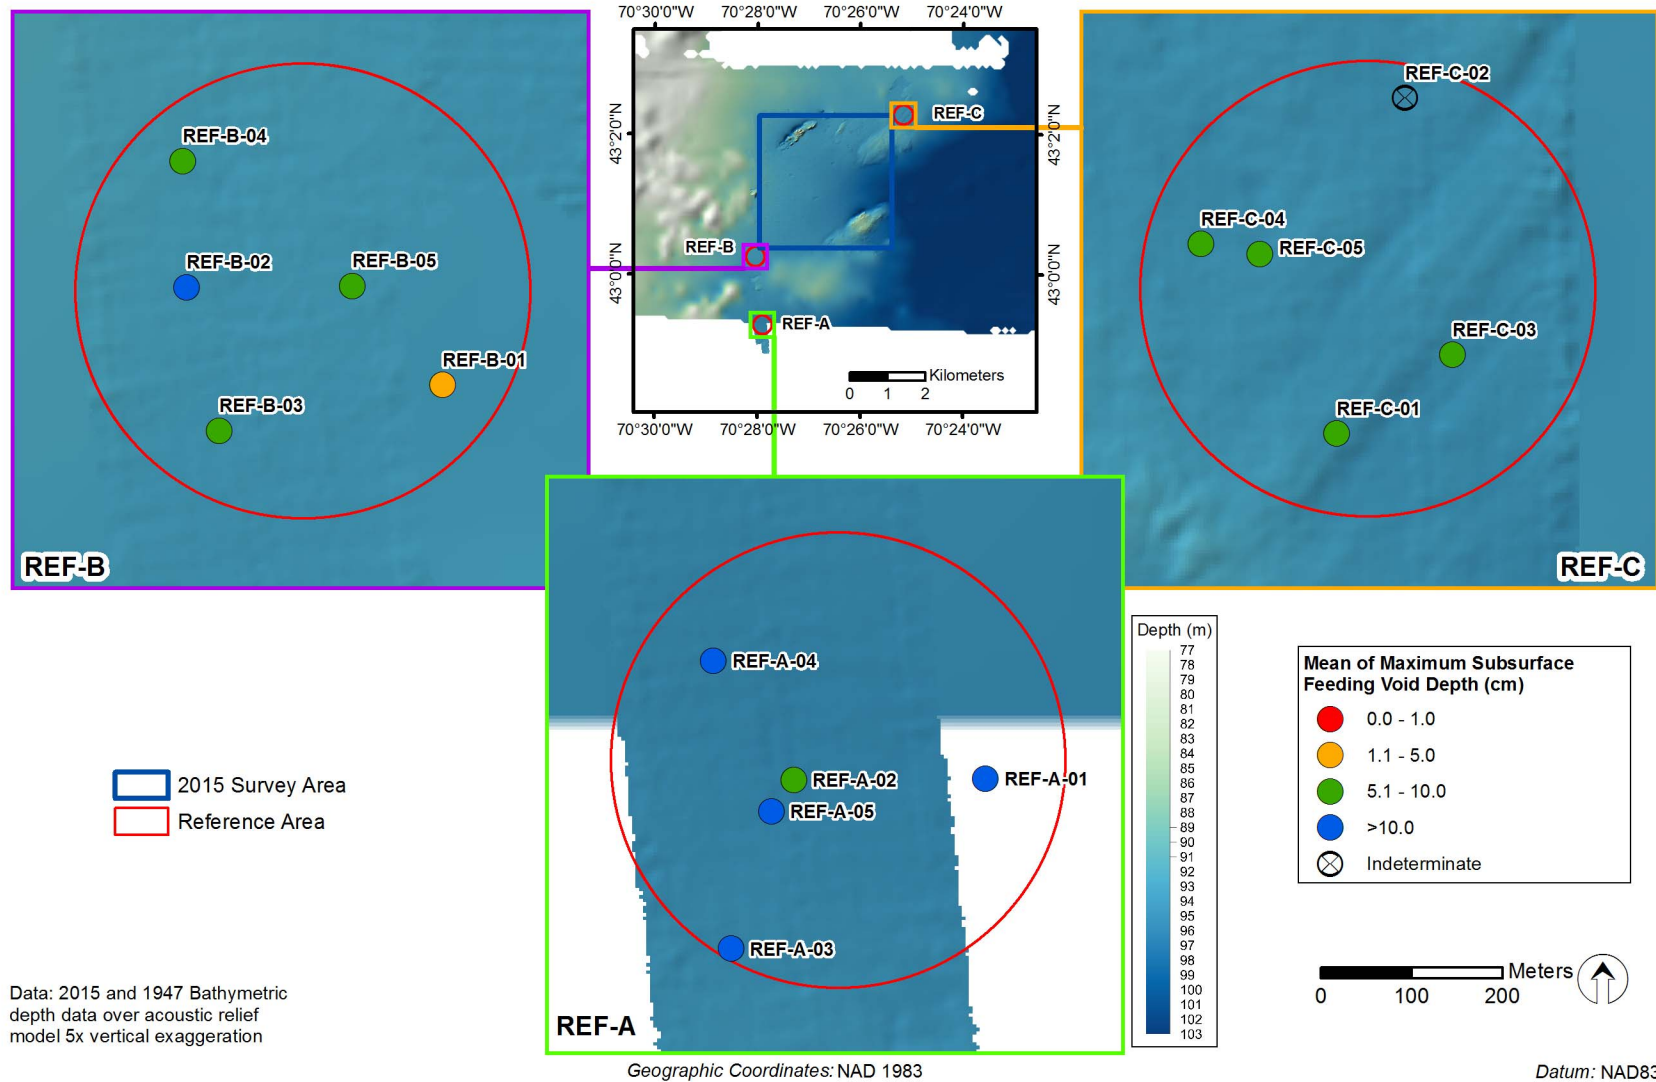 70°30'0"W
70°28'0"W
70°26'0"W
70°24'0"W
REF-B-04
REF-B-02
REF-B-05
REF-B-01
REF-B-03
REF-B
43°2'0"N
43°0'0"N
REF-C
REF-B
REF-A
Kilometers
0 1 2
43°2'0"N
43°0'0"N
70°30'0"W
70°28'0"W
70°26'0"W
70°24'0"W
REF-C-02
REF-C-04
REF-C-05
REF-C-03
REF-C-01
REF-C
REF-A-04
REF-A-02
REF-A-01
REF-A-05
REF-A-03
REF-A
Depth (m)
77
78
79
80
81
82
83
84
85
86
87
88
89
90
91
92
93
94
95
96
97
98
99
100
101
102
103
Mean of Maximum Subsurface
Feeding Void Depth (cm)
0.0 - 1.0
1.1 - 5.0
5.1 - 10.0
>10.0
Indeterminate
2015 Survey Area
Reference Area
Meters
0 100 200
Data: 2015 and 1947 Bathymetric
depth data over acoustic relief
model 5x vertical exaggeration
Geographic Coordinates: NAD 1983
Datum: NAD83